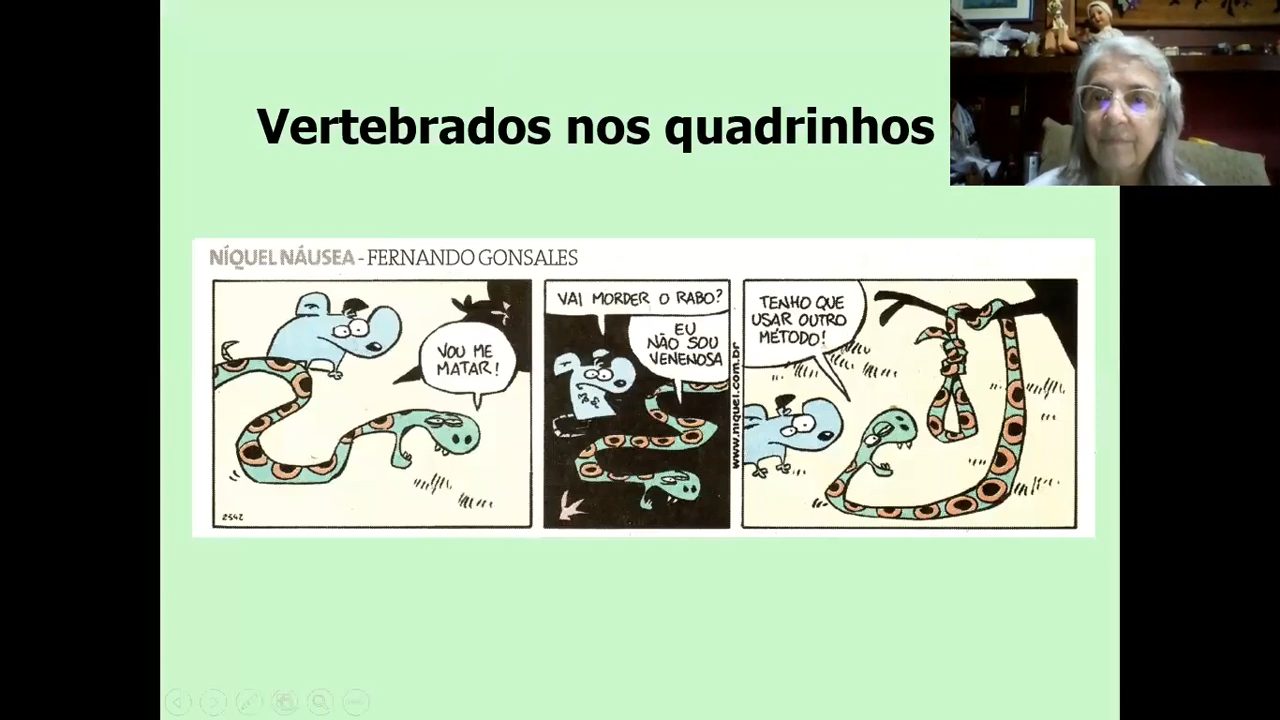 Vertebrados nos quadrinhos
NÍQUEL NÁUSEA - FERNANDO GONSALES
VOU ME
MATAR!
2542
VAI MORDER O RABO?
EU
NÃO SOU
VENENOSA
www.niquel.com.br
TENHO QUE
USAR OUTRO
MÉTODO!